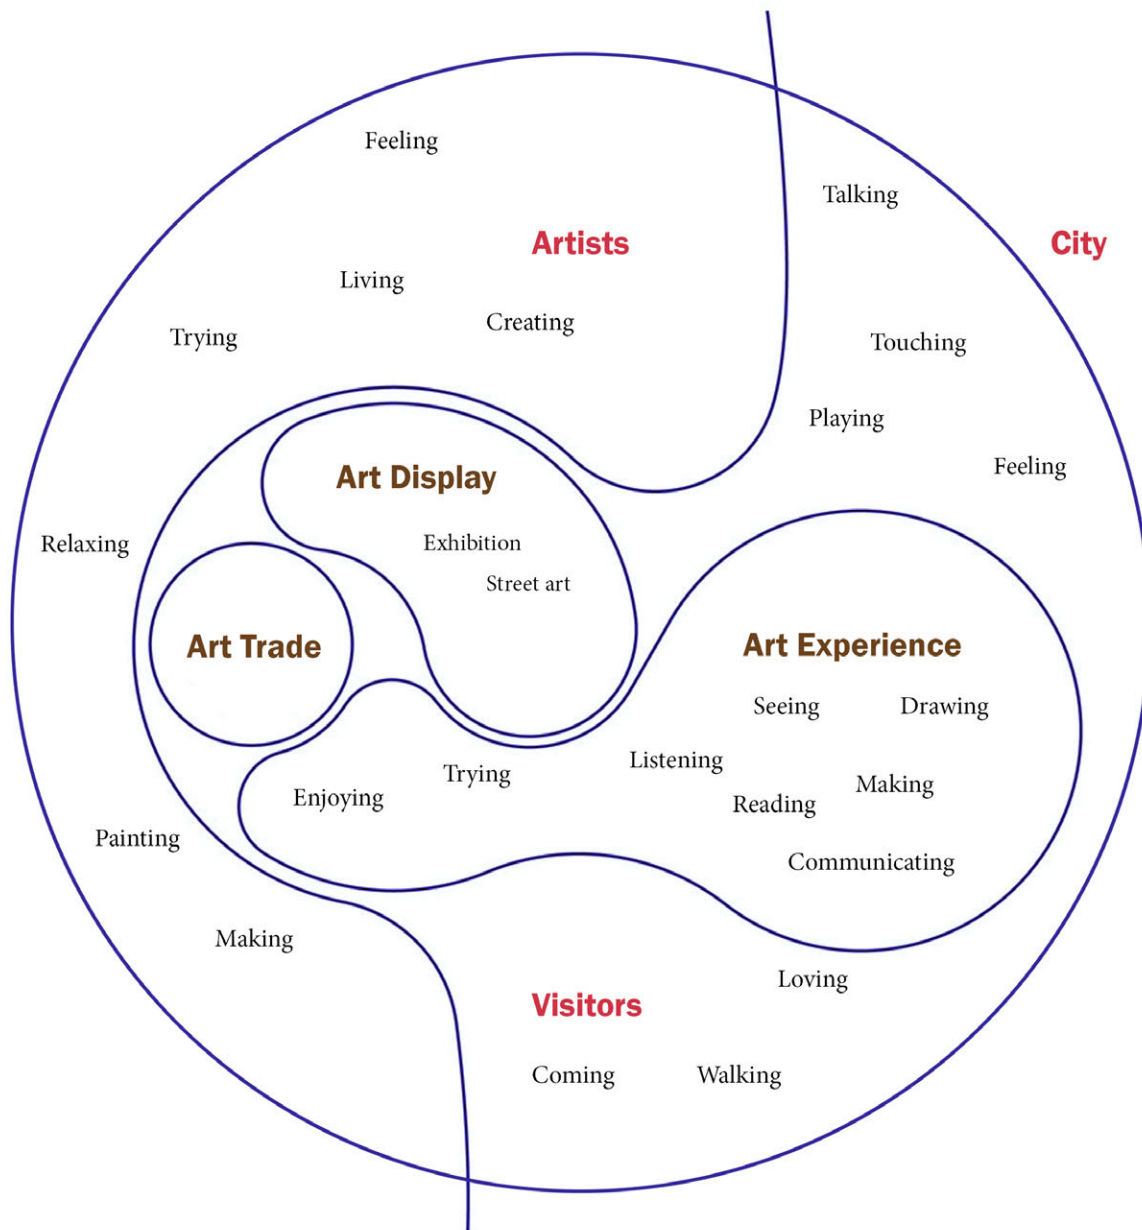 Feeling
Talking
Artists
City
Living
Creating
Trying
Touching
Playing
Feeling
Art Display
Exhibition
Relaxing
Street art
Art Trade
Art Experience
Seeing
Drawing
Listening
Trying
Making
Enjoying
Reading
Painting
Communicating
Making
Loving
Visitors
Coming
Walking